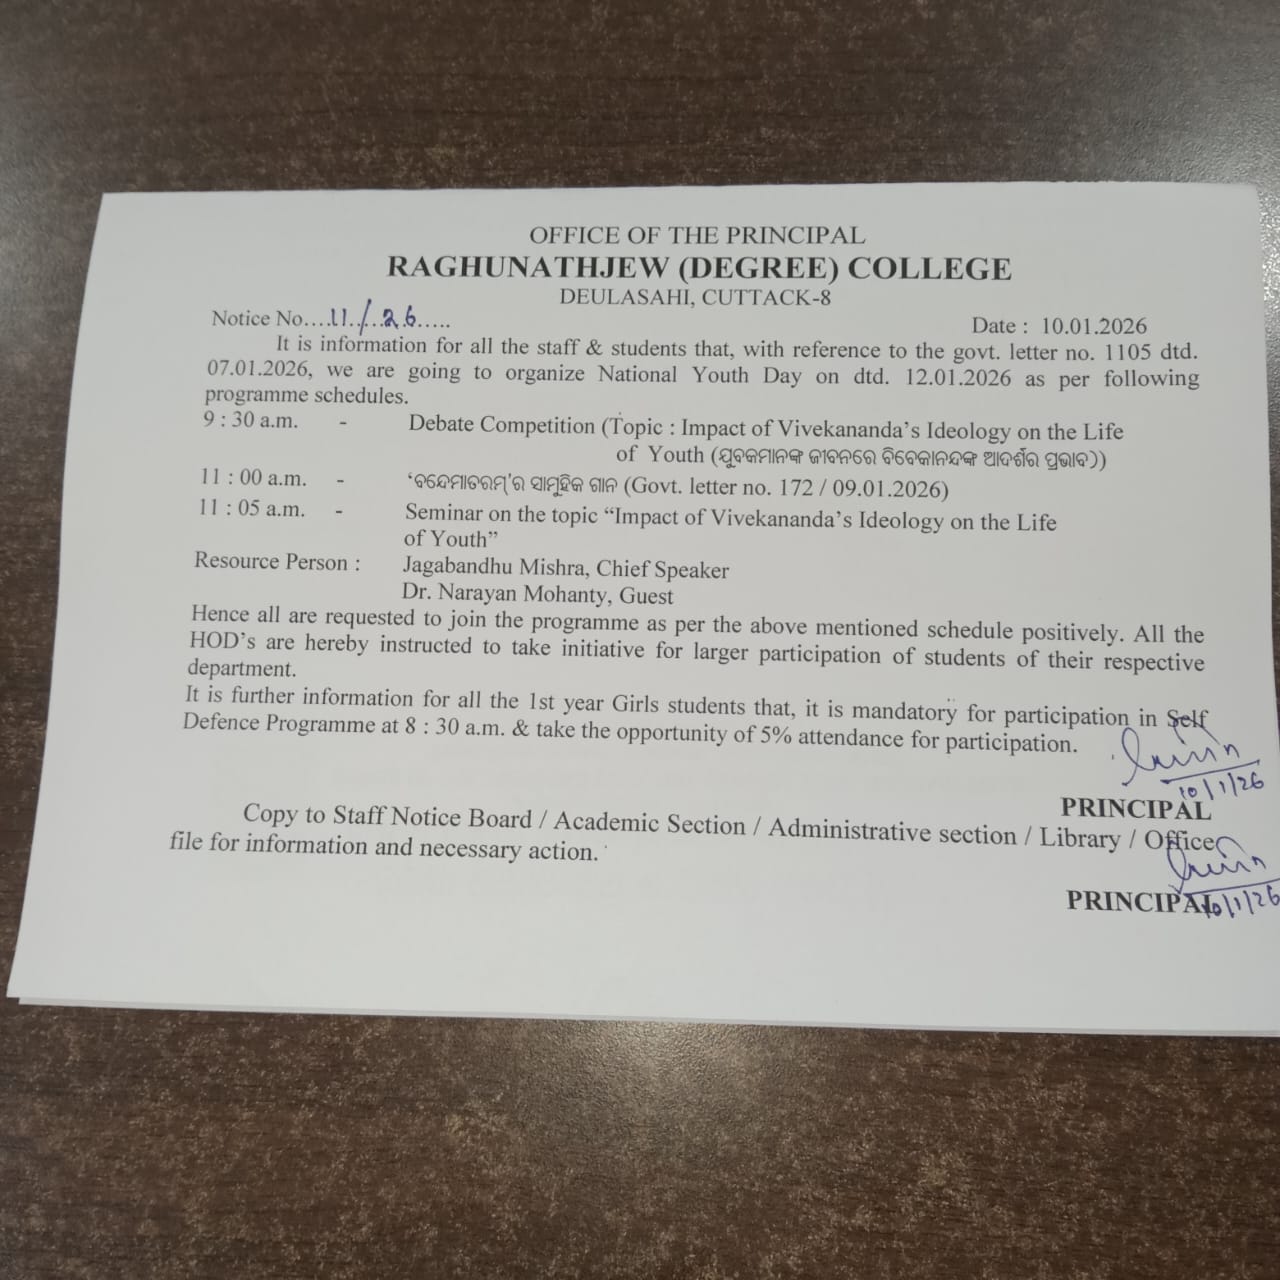 OFFICE OF THE PRINCIPAL
RAGHUNATHJEW (DEGREE) COLLEGE
DEULASAHI, CUTTACK-8
Notice No....11./..26.....
Date : 10.01.2026
It is information for all the staff & students that, with reference to the govt. letter no. 1105 dtd.
07.01.2026, we are going to organize National Youth Day on dtd. 12.01.2026 as per following
programme schedules.
9 : 30 a.m. - Debate Competition (Topic : Impact of Vivekananda's Ideology on the Life
of Youth (ଯୁବକମାନଙ୍କ ଜୀବନରେ ବିବେକାନନ୍ଦଙ୍କ ଆଦର୍ଶର ପ୍ରଭାବ))
11 : 00 a.m. - ‘ବନ୍ଦେମାତରମ୍’ର ସାମୁହିକ ଗାନ (Govt. letter no. 172 / 09.01.2026)
11 : 05 a.m. - Seminar on the topic “Impact of Vivekananda’s Ideology on the Life
of Youth”
Resource Person : Jagabandhu Mishra, Chief Speaker
Dr. Narayan Mohanty, Guest
Hence all are requested to join the programme as per the above mentioned schedule positively. All the
HOD’s are hereby instructed to take initiative for larger participation of students of their respective
department.
It is further information for all the 1st year Girls students that, it is mandatory for participation in Self
Defence Programme at 8 : 30 a.m. & take the opportunity of 5% attendance for participation.
10/1/26
PRINCIPAL
Copy to Staff Notice Board / Academic Section / Administrative section / Library / Office
file for information and necessary action.
PRINCIPAL
10/1/26